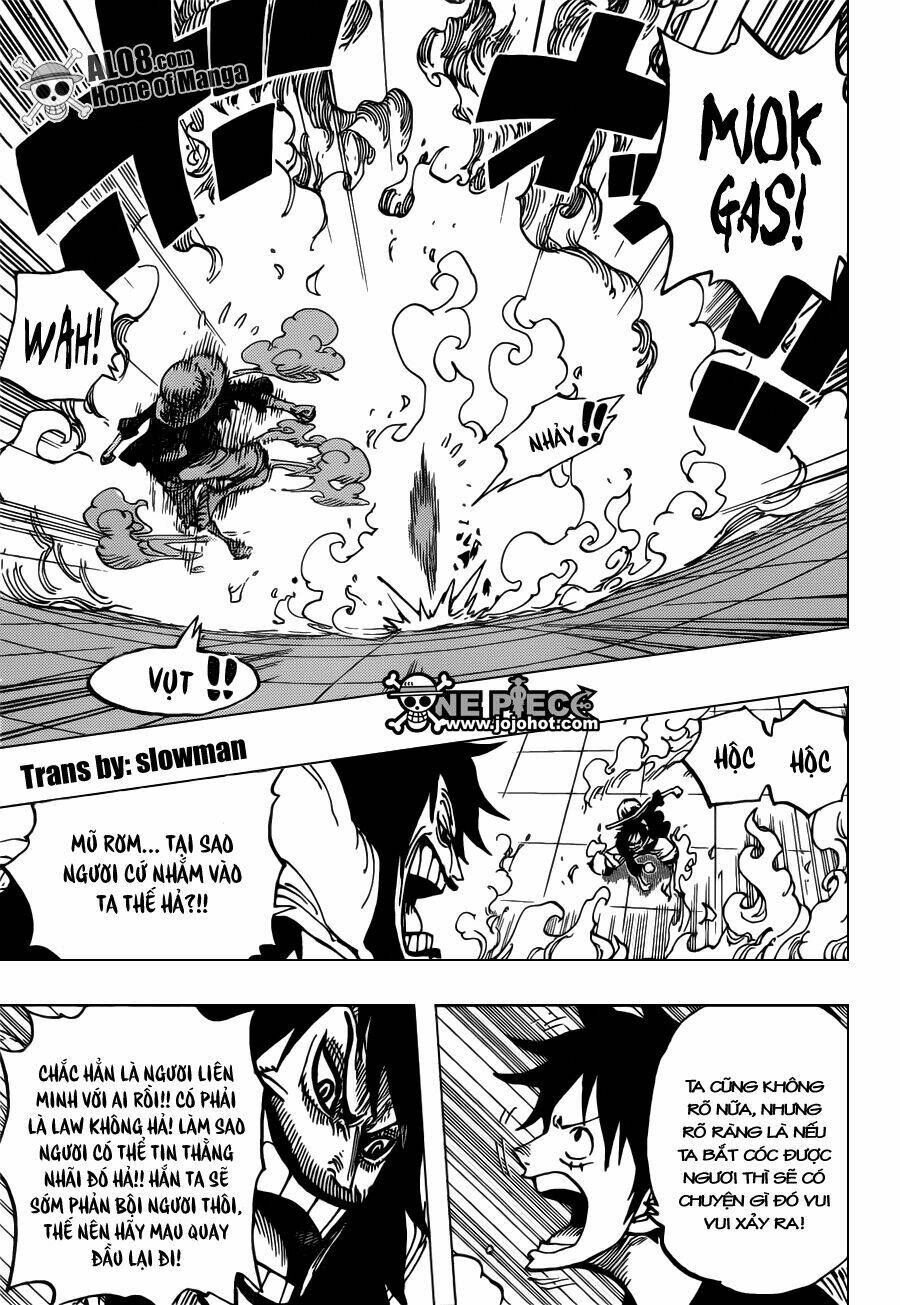 AL08.com
Home of Manga
MJOK
GAS!
WAH!
NHẢY!!
VỤT!!
ONE PIECE
www.jojohot.com
Trans by: slowman
HỘC HỘC
MŨ RƠM... TẠI SAO
NGƯƠI CỨ NHẮM VÀO
TA THẾ HẢ?!!
TA CŨNG KHÔNG
RÕ NỮA, NHƯNG
RÕ RÀNG LÀ NẾU
TA BẮT CÓC ĐƯỢC
NGƯƠI THÌ SẼ CÓ
CHUYỆN GÌ ĐÓ VUI
VUI XẢY RA!
CHẮC HẲN LÀ NGƯƠI LIÊN
MINH VỚI AI RỒI!! CÓ PHẢI
LÀ LAW KHÔNG HẢ! LÀM SAO
NGƯƠI CÓ THỂ TIN THẰNG
NHÃI ĐÓ HẢ!! HẮN TA SẼ
SỚM PHẢN BỘI NGƯƠI THÔI,
THẾ NÊN HÃY MAU QUAY
ĐẦU LẠI ĐI!